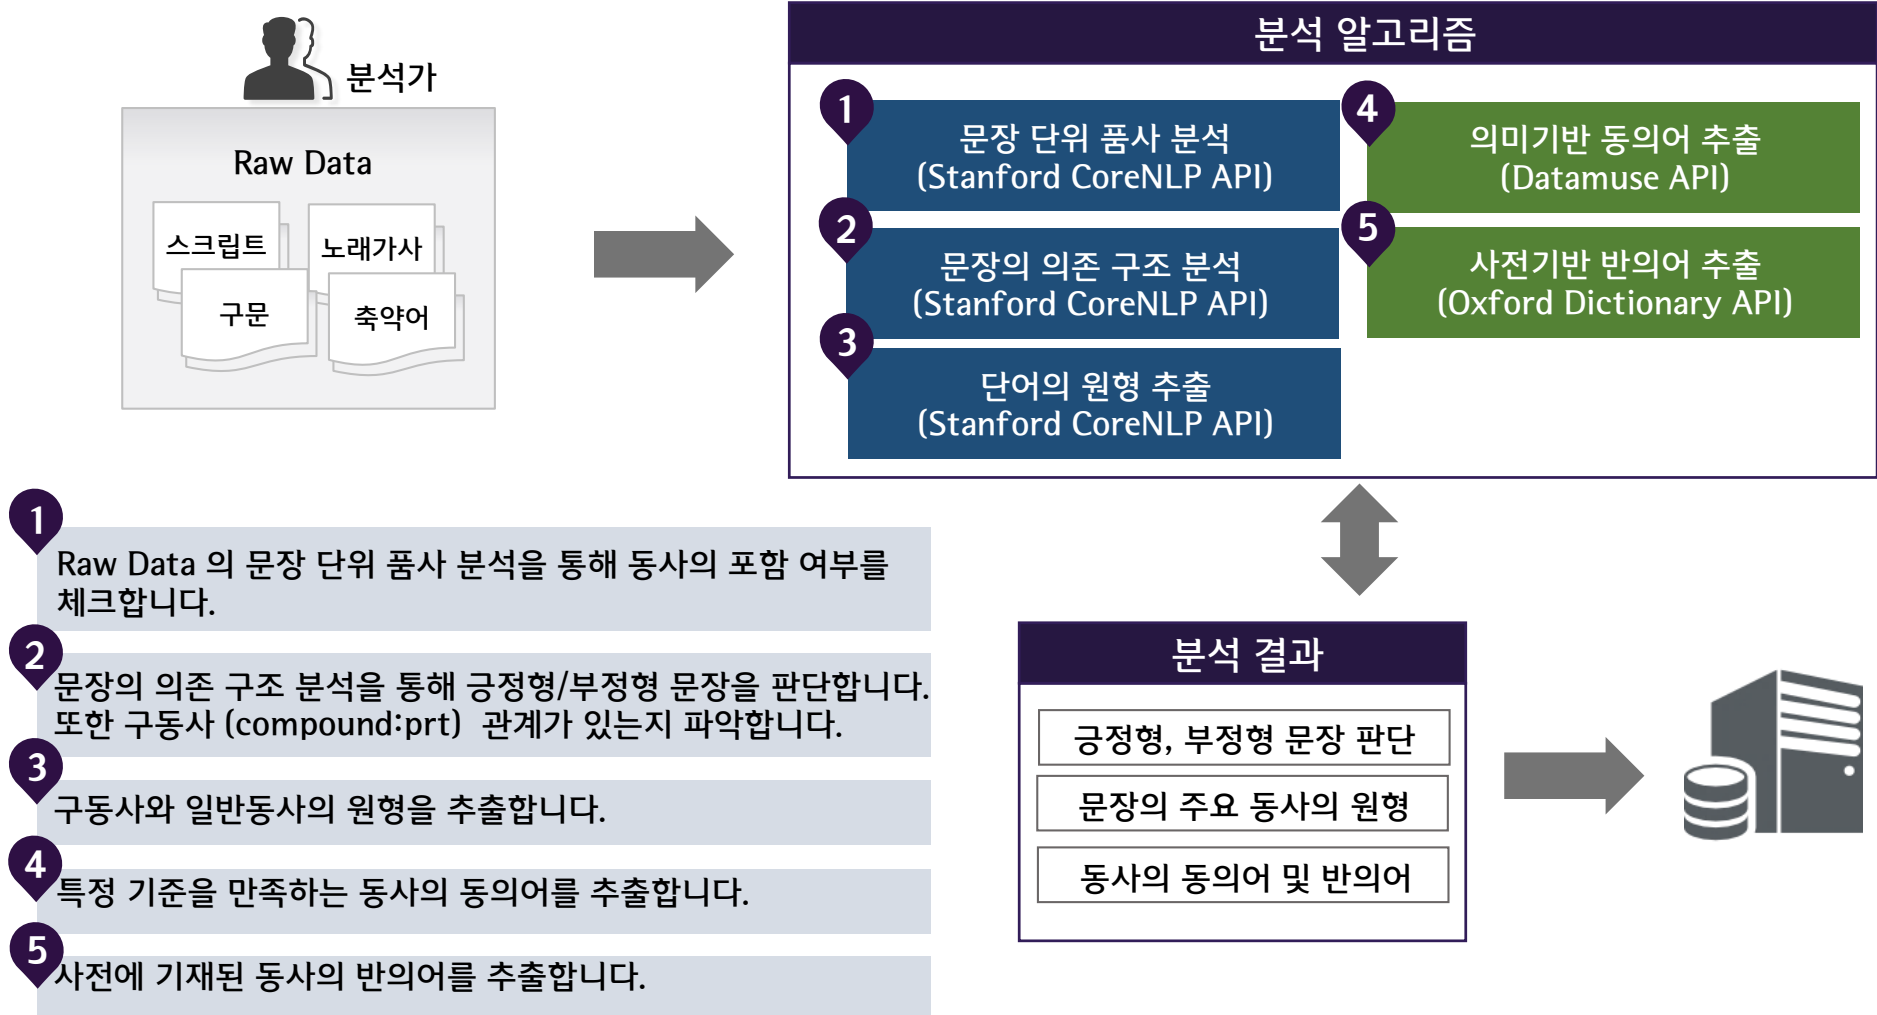 분석가
Raw Data
스크립트
노래가사
구문
축약어
분석 알고리즘
1
문장 단위 품사 분석
(Stanford CoreNLP API)
2
문장의 의존 구조 분석
(Stanford CoreNLP API)
3
단어의 원형 추출
(Stanford CoreNLP API)
4
의미기반 동의어 추출
(Datamuse API)
5
사전기반 반의어 추출
(Oxford Dictionary API)
1
Raw Data 의 문장 단위 품사 분석을 통해 동사의 포함 여부를
체크합니다.
2
문장의 의존 구조 분석을 통해 긍정형/부정형 문장을 판단합니다.
또한 구동사 (compound:prt) 관계가 있는지 파악합니다.
3
구동사와 일반동사의 원형을 추출합니다.
4
특정 기준을 만족하는 동사의 동의어를 추출합니다.
5
사전에 기재된 동사의 반의어를 추출합니다.
분석 결과
긍정형, 부정형 문장 판단
문장의 주요 동사의 원형
동사의 동의어 및 반의어